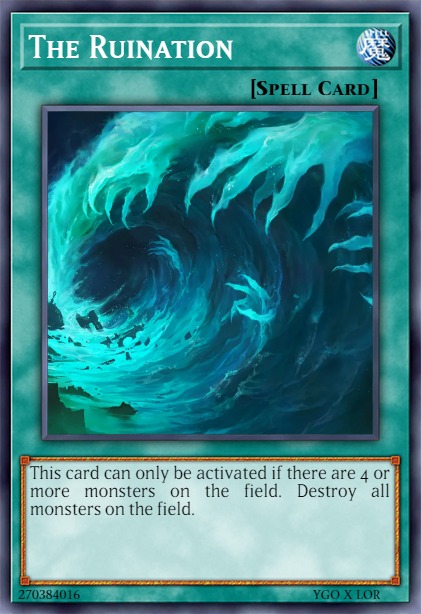 The Ruination
魔
[Spell Card]
This card can only be activated if there are 4 or
more monsters on the field. Destroy all
monsters on the field.
270384016
YGO X LOR